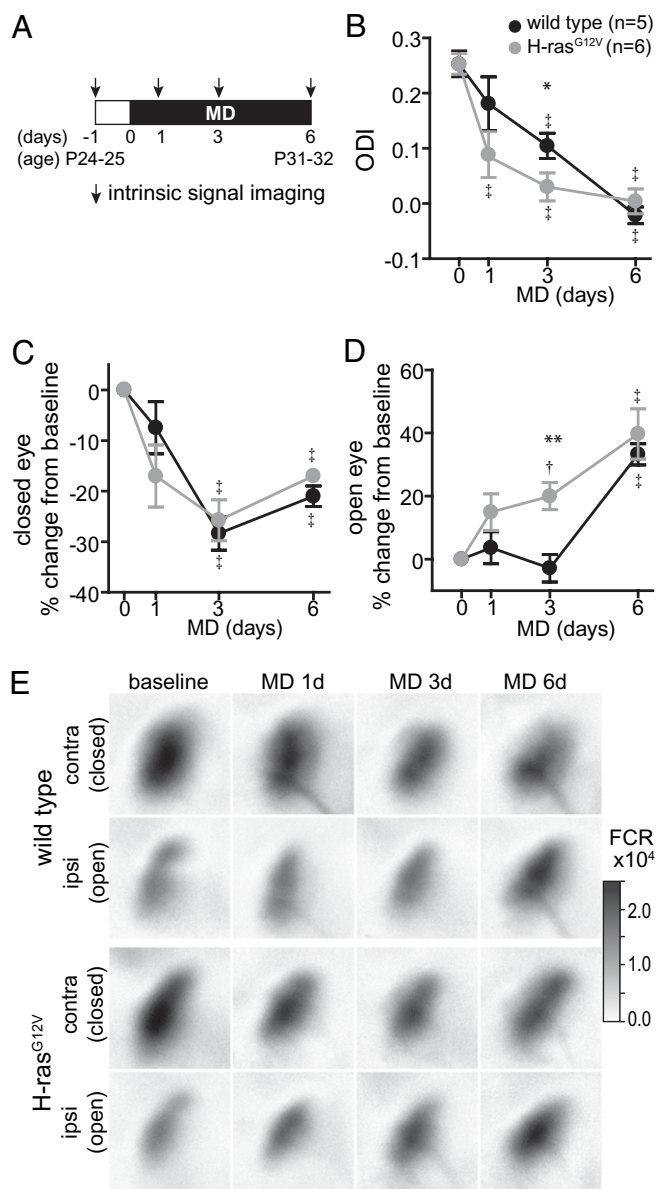 A
MD
(days) -1 0 1 3 6
(age) P24-25 P31-32
↓ intrinsic signal imaging
B
wild type (n=5)
H-ras^G12V (n=6)
0.3
0.2
0.1
0.0
-0.1
ODI
*
‡
‡
‡
‡
‡
0 1 3 6
MD (days)
C
0
-10
-20
-30
-40
closed eye
% change from baseline
‡
‡
‡
‡
0 1 3 6
MD (days)
D
60
40
20
0
open eye
% change from baseline
**
†
‡
‡
0 1 3 6
MD (days)
E
baseline MD 1d MD 3d MD 6d
wild type
contra
(closed)
ipsi
(open)
H-ras^G12V
contra
(closed)
ipsi
(open)
FCR
x10⁴
2.0
1.0
0.0